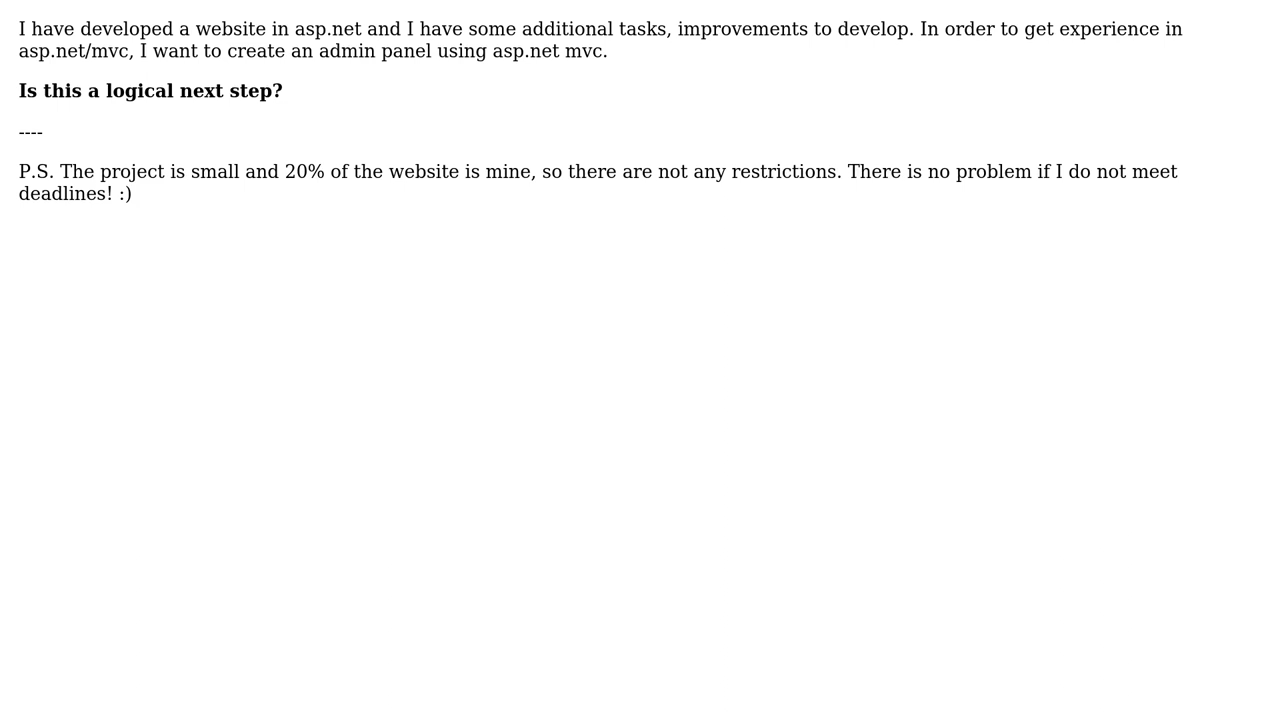 I have developed a website in asp.net and I have some additional tasks, improvements to develop. In order to get experience in
asp.net/mvc, I want to create an admin panel using asp.net mvc.
Is this a logical next step?
----
P.S. The project is small and 20% of the website is mine, so there are not any restrictions. There is no problem if I do not meet
deadlines! :)